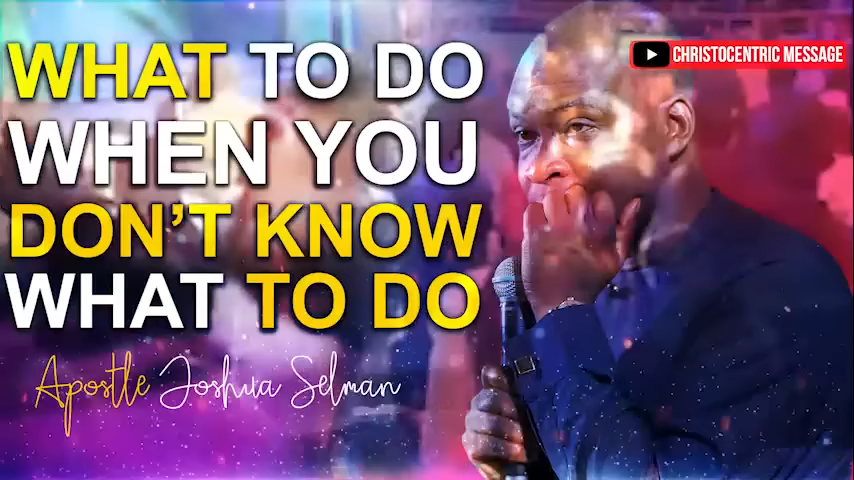 CHRISTOCENTRIC MESSAGE
WHAT TO DO
WHEN YOU
DON'T KNOW
WHAT TO DO
Apostle Joshua Selman